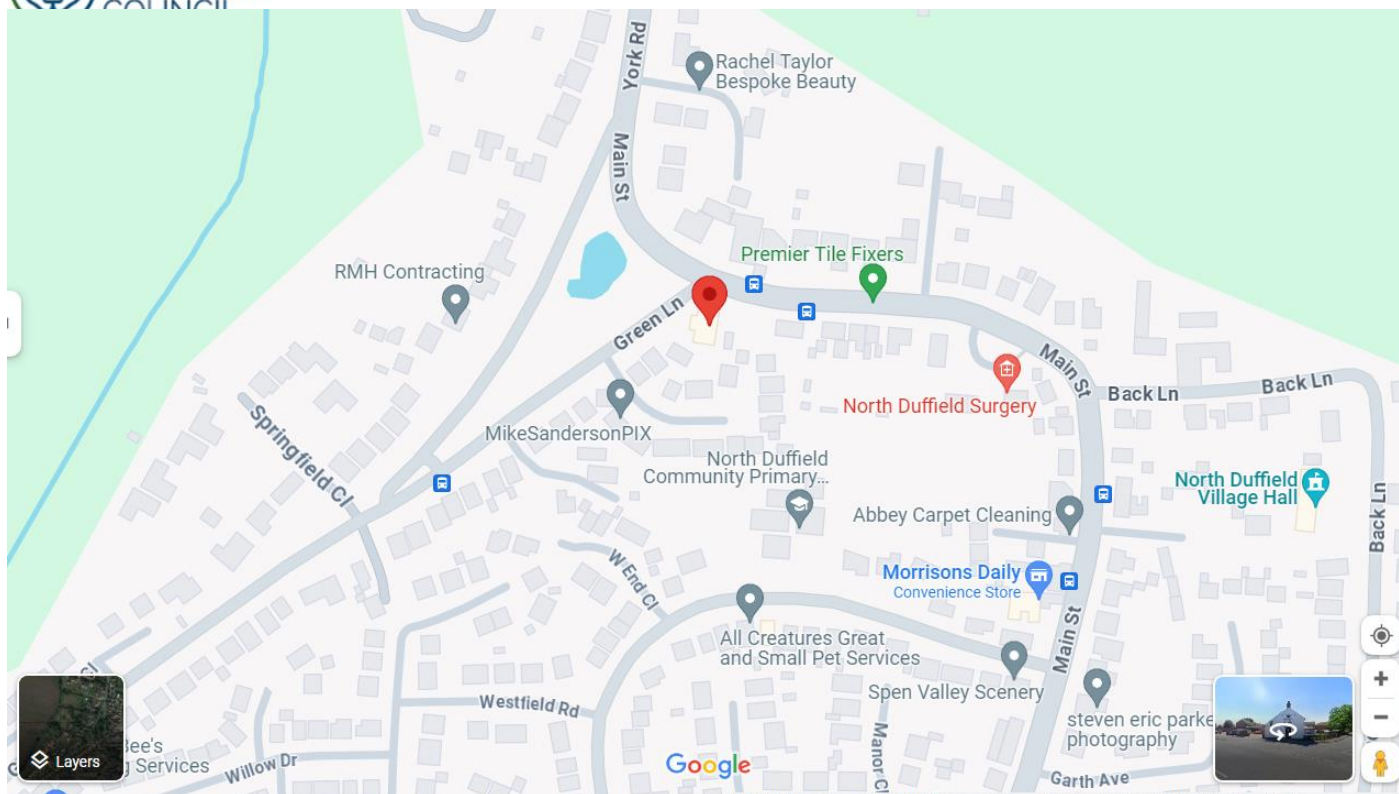 COUNCIL
York Rd
Rachel Taylor
Bespoke Beauty
Main St
Premier Tile Fixers
RMH Contracting
Green Ln
Main St
North Duffield Surgery
Back Ln
Back Ln
MikeSandersonPIX
Springfield Cl
North Duffield
Community Primary...
North Duffield
Village Hall
Back Ln
Abbey Carpet Cleaning
W End Cl
Morrisons Daily
Convenience Store
All Creatures Great
and Small Pet Services
Main St
Spen Valley Scenery
Cl
Westfield Rd
Manor Cl
steven eric parke
photography
Bee's
Services
Layers
Willow Dr
Google
Garth Ave